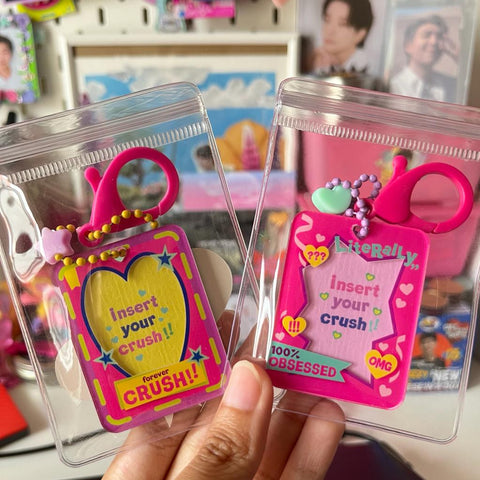 insert
your
crush!!
forever
CRUSH!!
Literally,
???
insert
your
crush!!
!!!
OMG
100%
OBSESSED